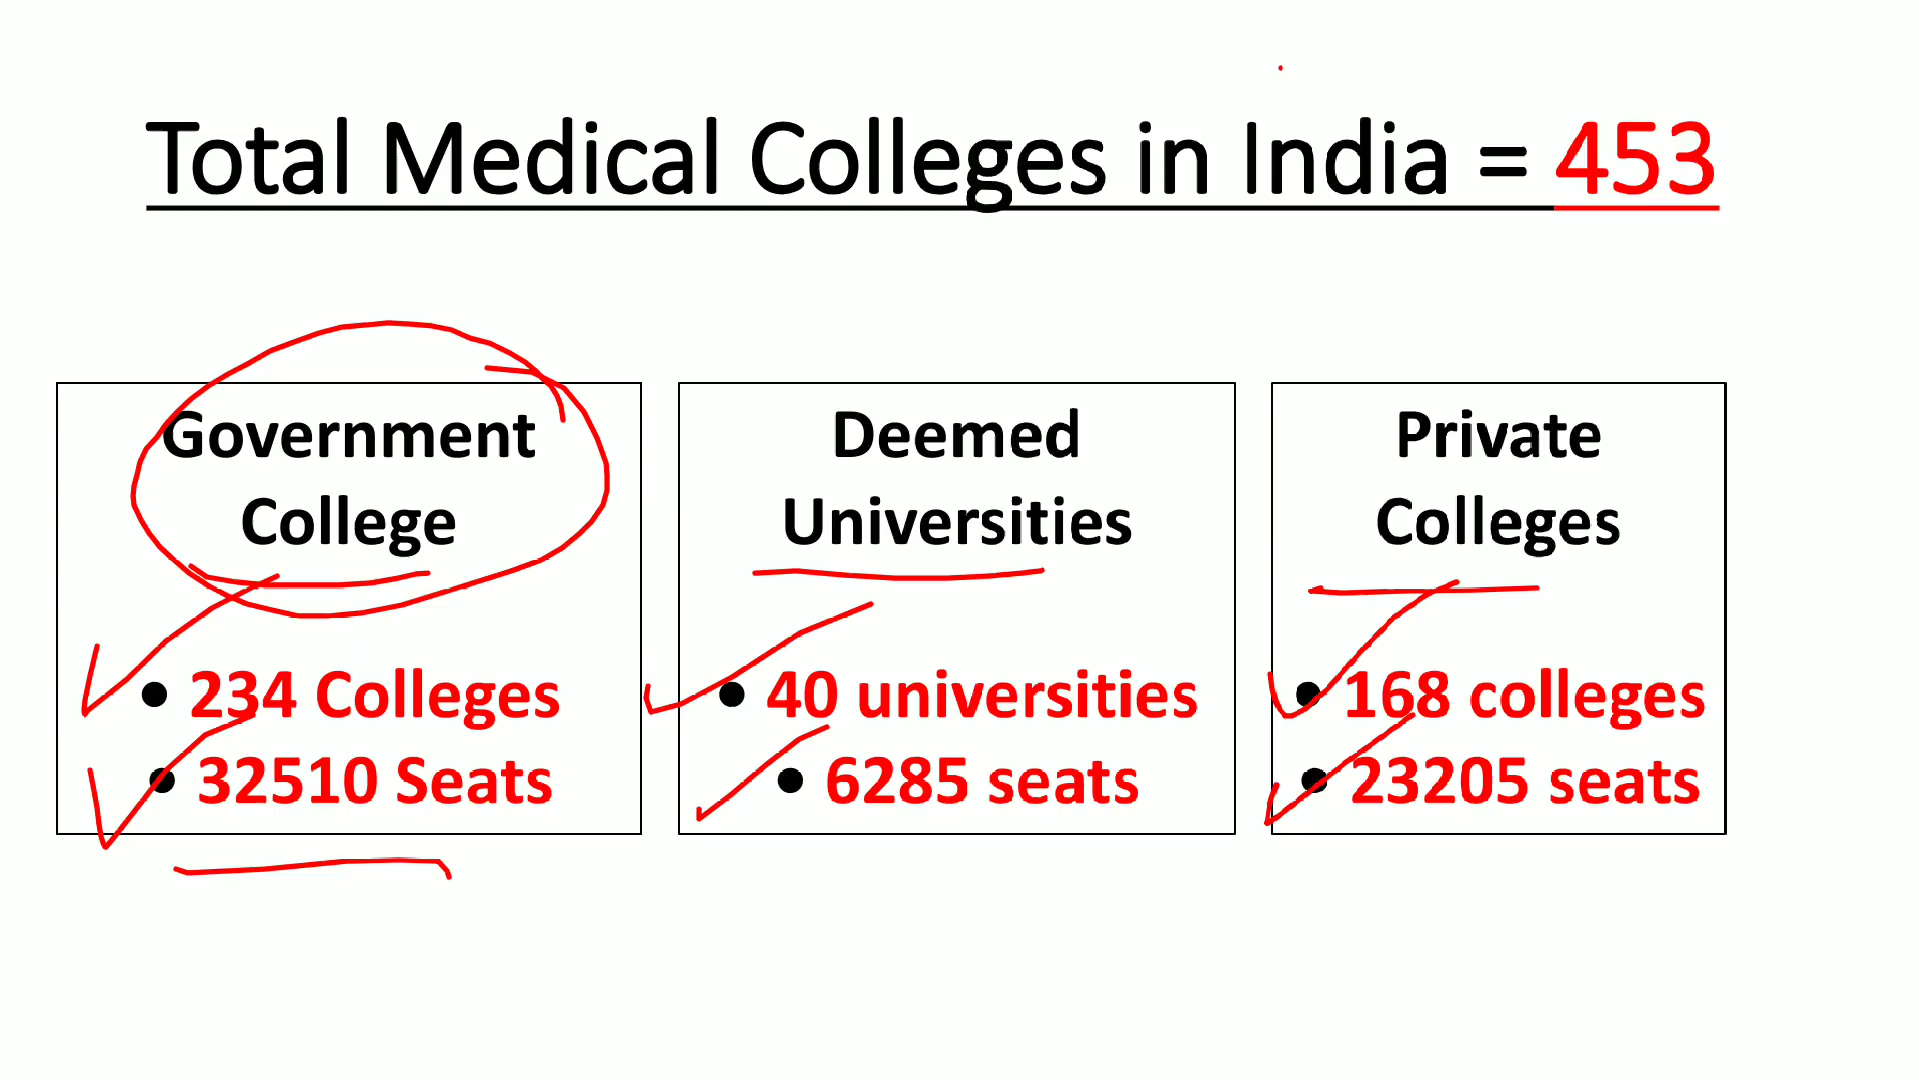 Total Medical Colleges in India = 453
Government
College
• 234 Colleges
• 32510 Seats
Deemed
Universities
• 40 universities
• 6285 seats
Private
Colleges
• 168 colleges
• 23205 seats